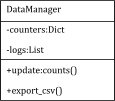 DataManager
-counters:Dict
-logs:List
+update:counts()
+export_csv()